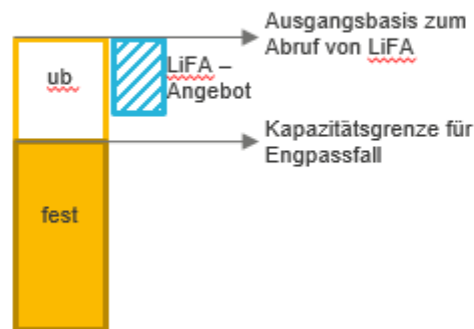 Ausgangsbasis zum
Abruf von LiFA
ub
LiFA –
Angebot
Kapazitätsgrenze für
Engpassfall
fest